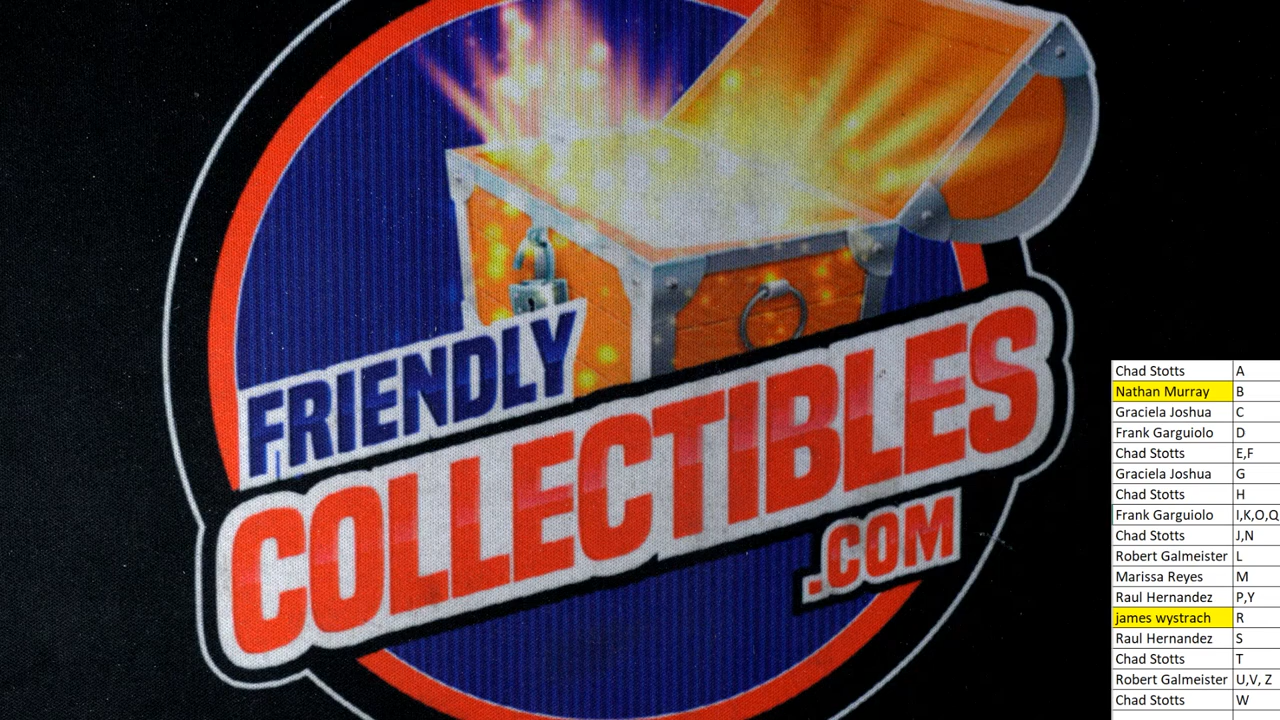 FRIENDLY
COLLECTIBLES
.COM
Chad Stotts A
Nathan Murray B
Graciela Joshua C
Frank Garguiolo D
Chad Stotts E,F
Graciela Joshua G
Chad Stotts H
Frank Garguiolo I,K,O,Q
Chad Stotts J,N
Robert Galmeister L
Marissa Reyes M
Raul Hernandez P,Y
james wystrach R
Raul Hernandez S
Chad Stotts T
Robert Galmeister U,V, Z
Chad Stotts W